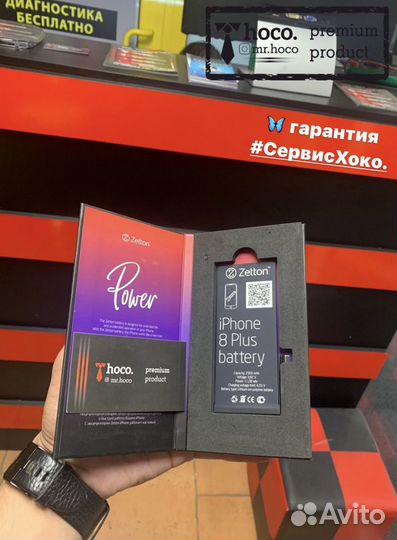 ДИАГНОСТИКА
БЕСПЛАТНО
hoco.
@mr.hoco
premium
product
гарантия
#СервисХоко.
Zetton
Power
hoco.
@mr.hoco
premium
product
Zetton
iPhone
8 Plus
battery
Avito